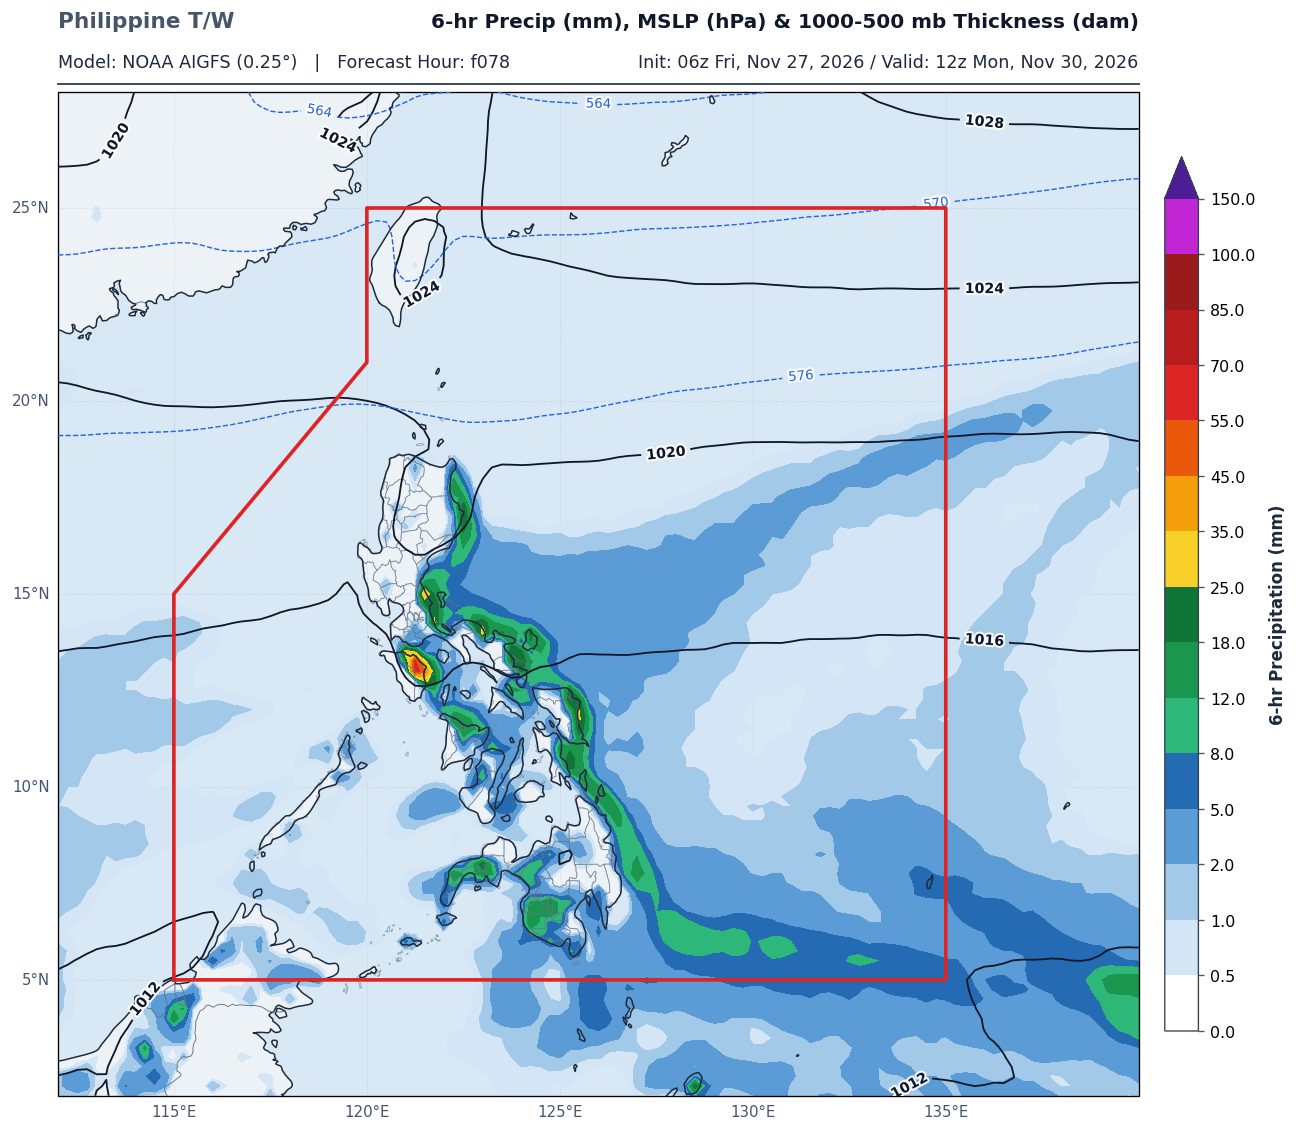 Philippine T/W
6-hr Precip (mm), MSLP (hPa) & 1000-500 mb Thickness (dam)
Model: NOAA AIGFS (0.25°) | Forecast Hour: f078
Init: 06z Fri, Nov 27, 2026 / Valid: 12z Mon, Nov 30, 2026
564
564
1020
1024
1028
25°N
570
1024
1024
576
20°N
1020
15°N
1016
10°N
5°N
1012
1012
115°E
120°E
125°E
130°E
135°E
150.0
100.0
85.0
70.0
55.0
45.0
35.0
25.0
18.0
12.0
8.0
5.0
2.0
1.0
0.5
0.0
6-hr Precipitation (mm)